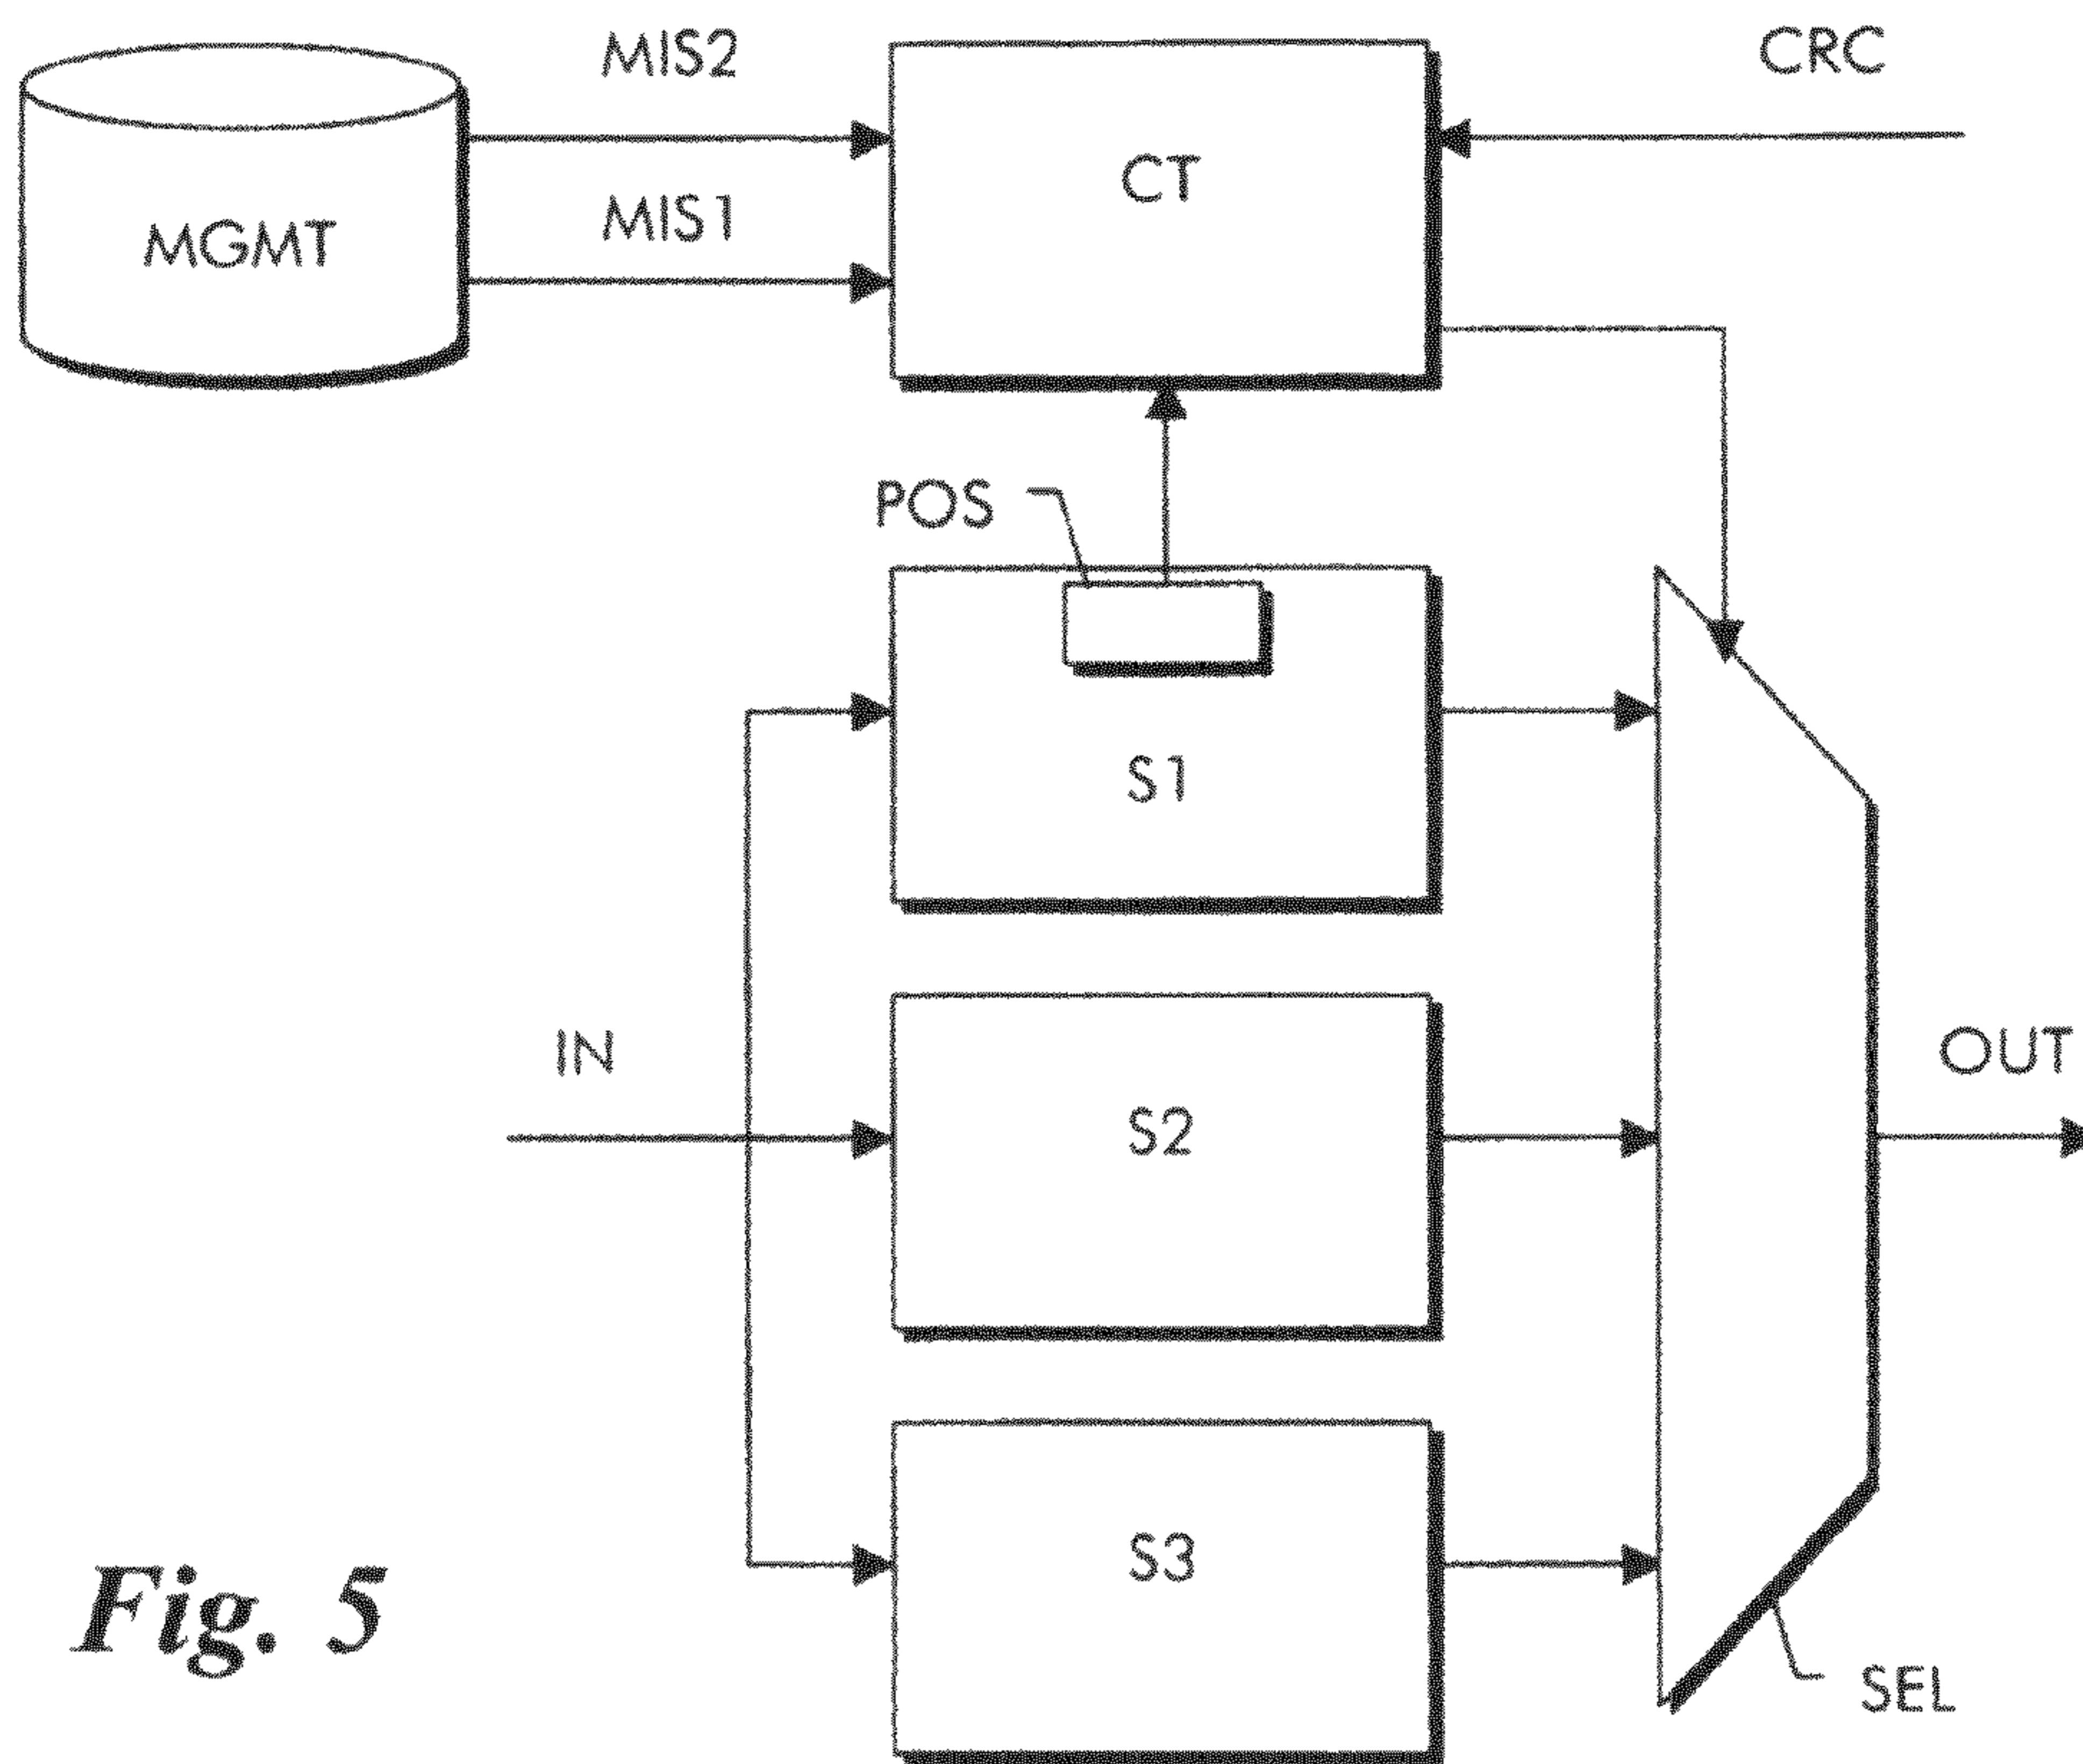 MIS2
CRC
CT
MGMT
MIS1
POS
S1
IN
OUT
S2
S3
Fig. 5
SEL